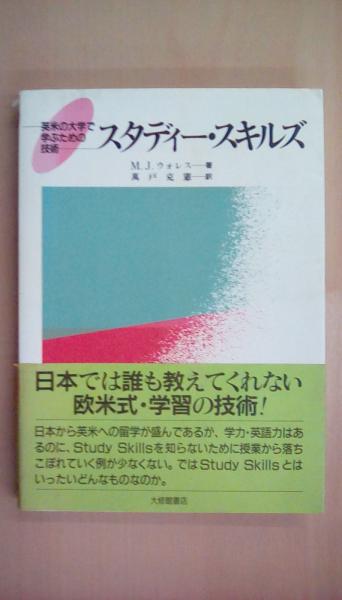 英米の大学で
学ぶための
技術
スタディー・スキルズ
M.J.ウォレス―著
萬戸克憲―訳
日本では誰も教えてくれない
欧米式・学習の技術!
日本から英米への留学が盛んであるが、学力・英語力はあ
るのに、Study Skillsを知らないために授業から落ち
こぼれていく例が少なくない。ではStudy Skillsとは
いったいどんなものなのか。
大修館書店